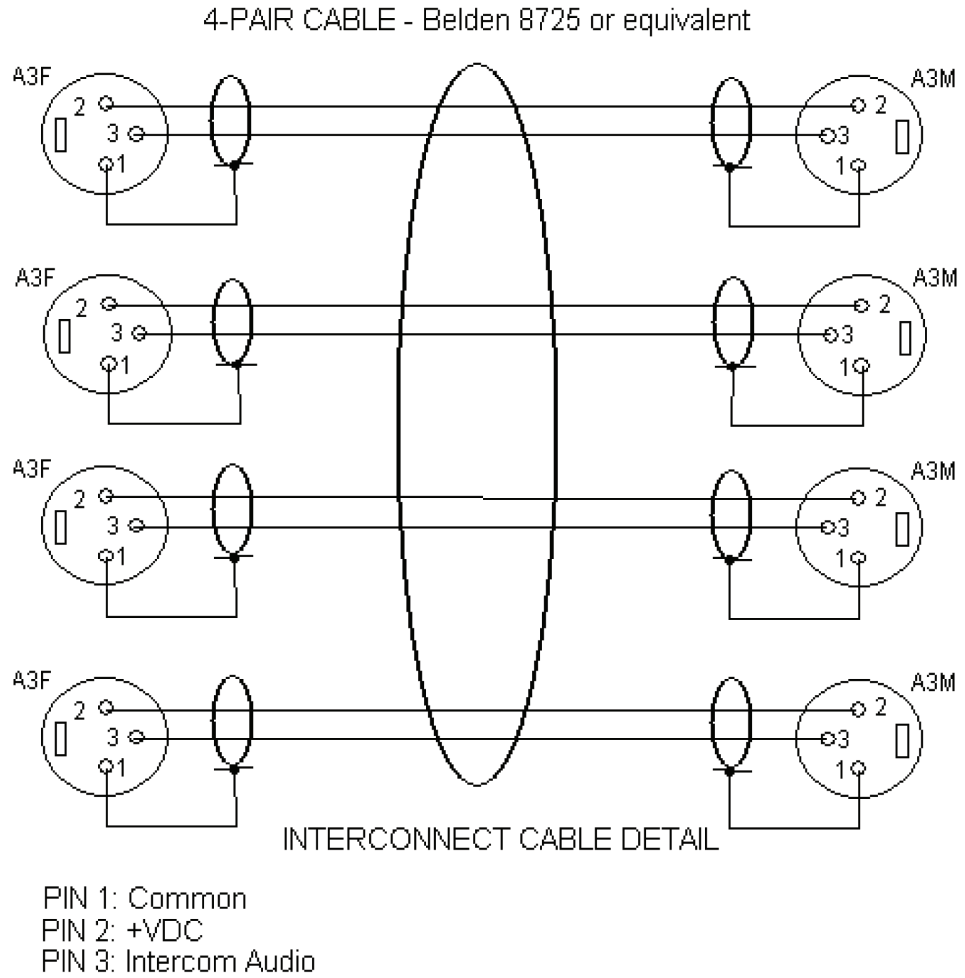 4-PAIR CABLE - Belden 8725 or equivalent
A3F
A3M
2
2
3
3
1
1
A3F
A3M
2
2
3
3
1
1
A3F
A3M
2
2
3
3
1
1
A3F
A3M
2
2
3
3
1
1
INTERCONNECT CABLE DETAIL
PIN 1: Common
PIN 2: +VDC
PIN 3: Intercom Audio